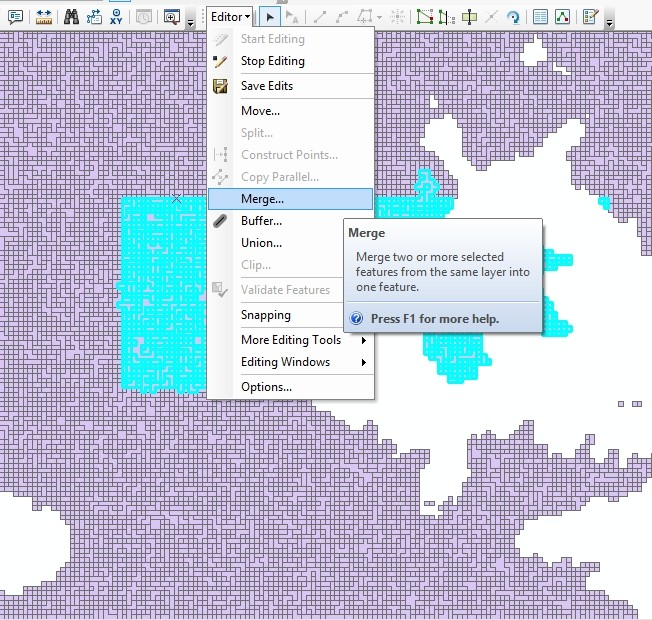 XY
Editor
Start Editing
Stop Editing
Save Edits
Move...
Split...
Construct Points...
Copy Parallel...
Merge...
Buffer...
Union...
Clip...
Validate Features
Snapping
More Editing Tools
Editing Windows
Options...
Merge
Merge two or more selected
features from the same layer into
one feature.
Press F1 for more help.